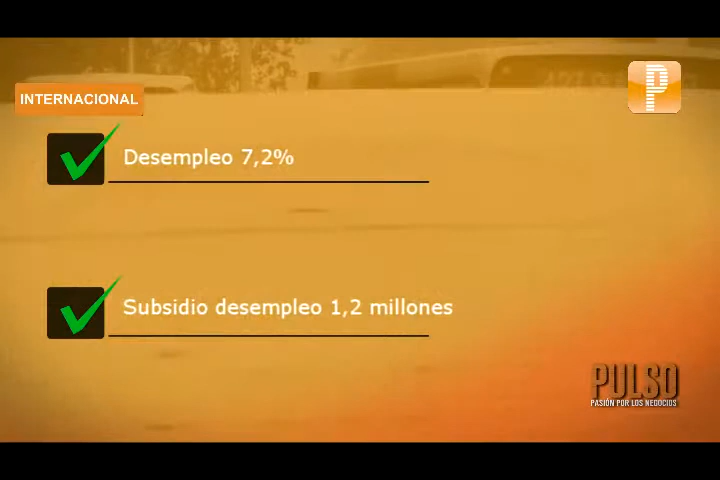 INTERNACIONAL
P
Desempleo 7,2%
Subsidio desempleo 1,2 millones
PULSO
PASIÓN POR LOS NEGOCIOS